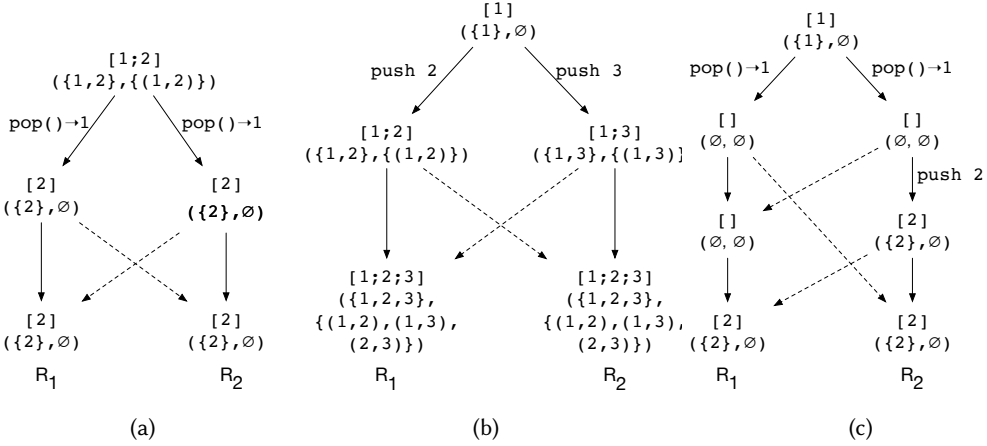 [1;2]
({1,2},{(1,2)})
pop()→1
pop()→1
[2]
({2},∅)
[2]
({2},∅)
[2]
({2},∅)
[2]
({2},∅)
R1
R2
(a)
[1]
({1},∅)
push 2
push 3
[1;2]
({1,2},{(1,2)})
[1;3]
({1,3},{(1,3)}
[1;2;3]
({1,2,3},
{(1,2),(1,3),
(2,3)})
[1;2;3]
({1,2,3},
{(1,2),(1,3),
(2,3)})
R1
R2
(b)
[1]
({1},∅)
pop()→1
pop()→1
[]
(∅,∅)
[]
(∅,∅)
push 2
[]
(∅,∅)
[2]
({2},∅)
[2]
({2},∅)
[2]
({2},∅)
R1
R2
(c)